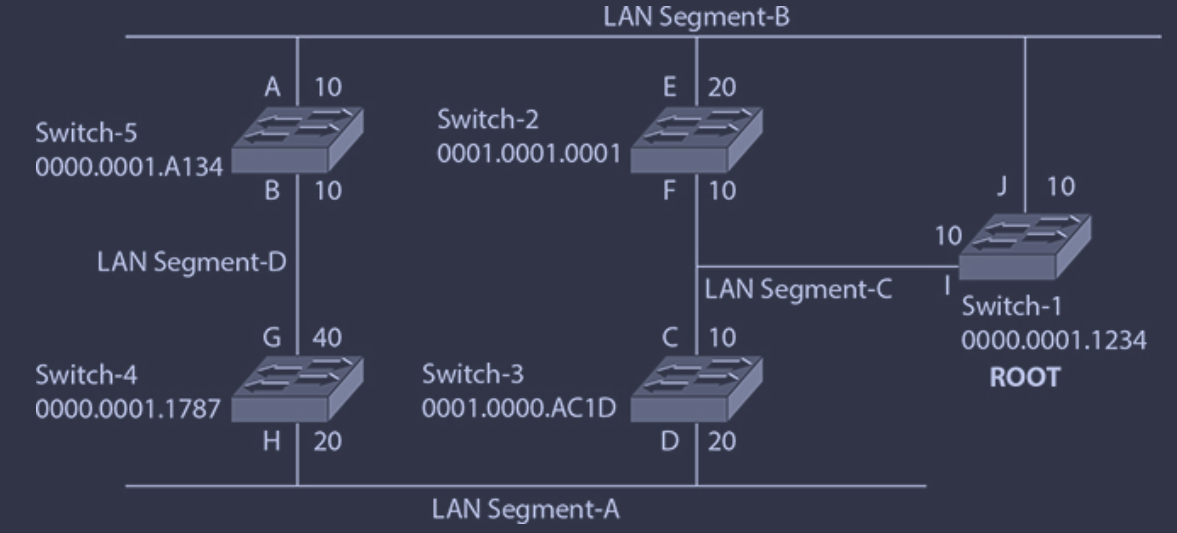 LAN Segment-B
A 10
E 20
Switch-5
0000.0001.A134
Switch-2
0001.0001.0001
B 10
F 10
J 10
10
LAN Segment-D
LAN Segment-C
I
Switch-1
0000.0001.1234
ROOT
G 40
C 10
Switch-4
0000.0001.1787
Switch-3
0001.0000.AC1D
H 20
D 20
LAN Segment-A